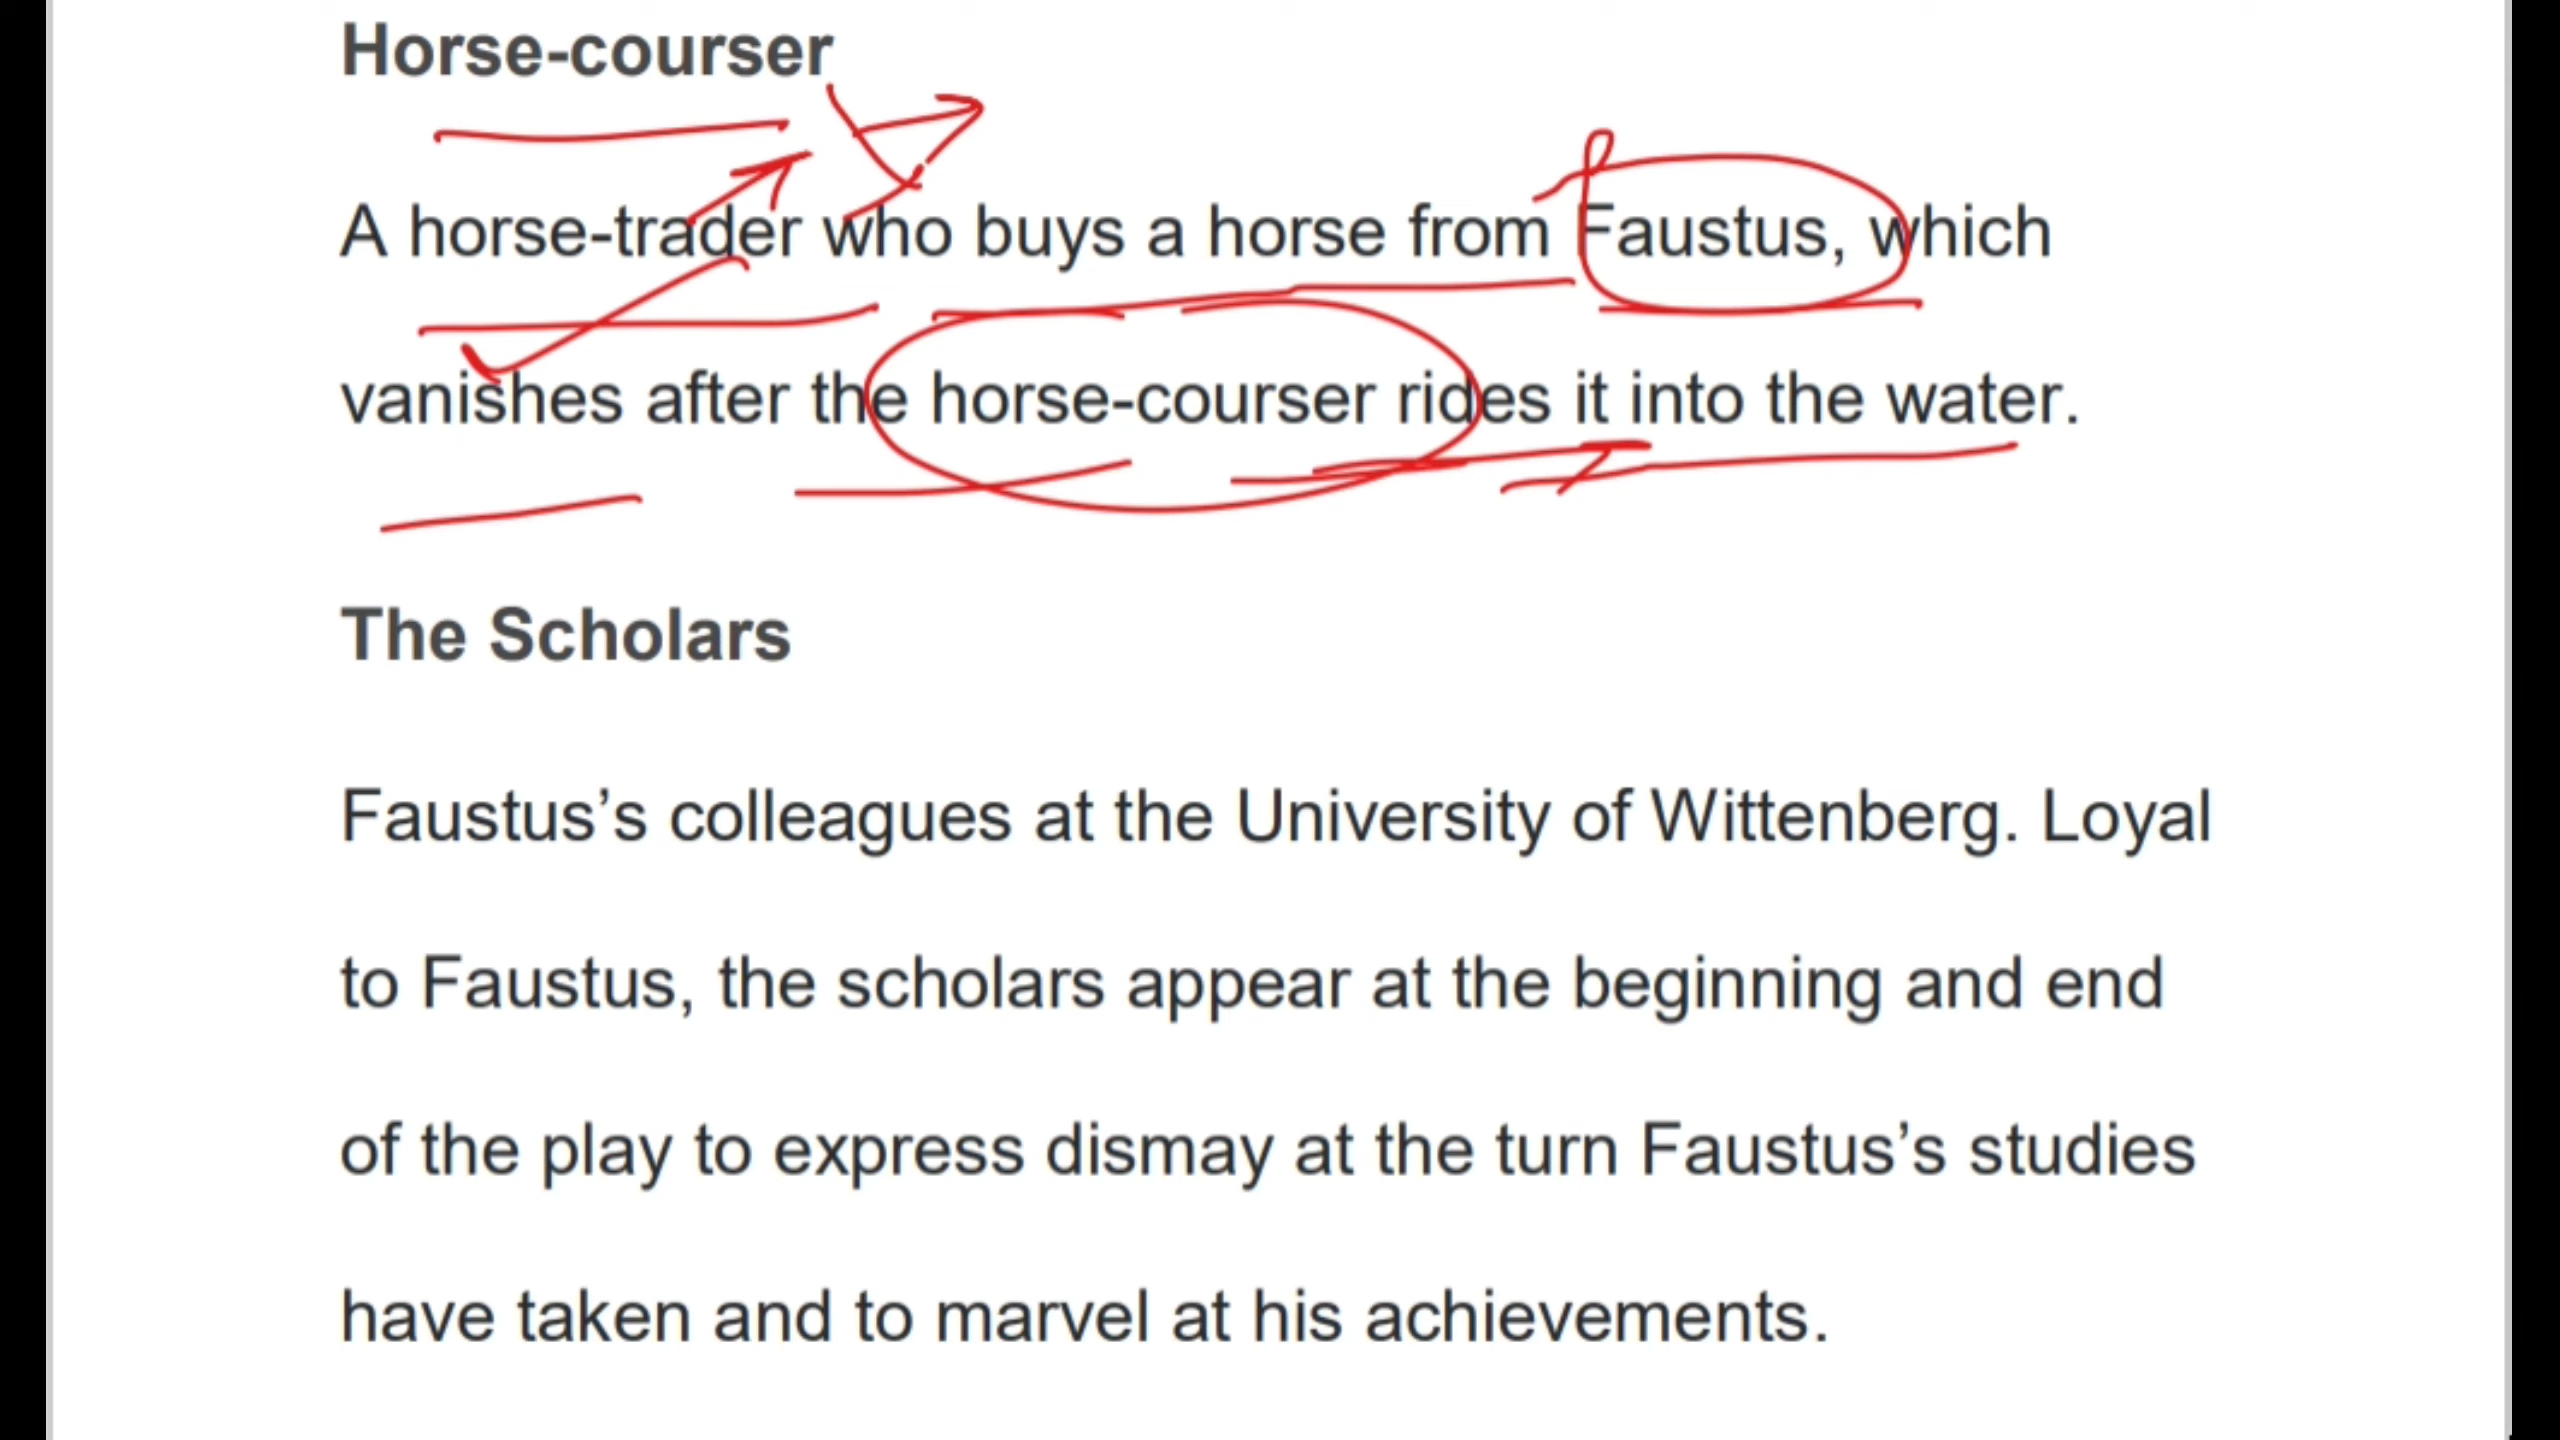 Horse-courser
A horse-trader who buys a horse from Faustus, which
vanishes after the horse-courser rides it into the water.
The Scholars
Faustus’s colleagues at the University of Wittenberg. Loyal
to Faustus, the scholars appear at the beginning and end
of the play to express dismay at the turn Faustus’s studies
have taken and to marvel at his achievements.